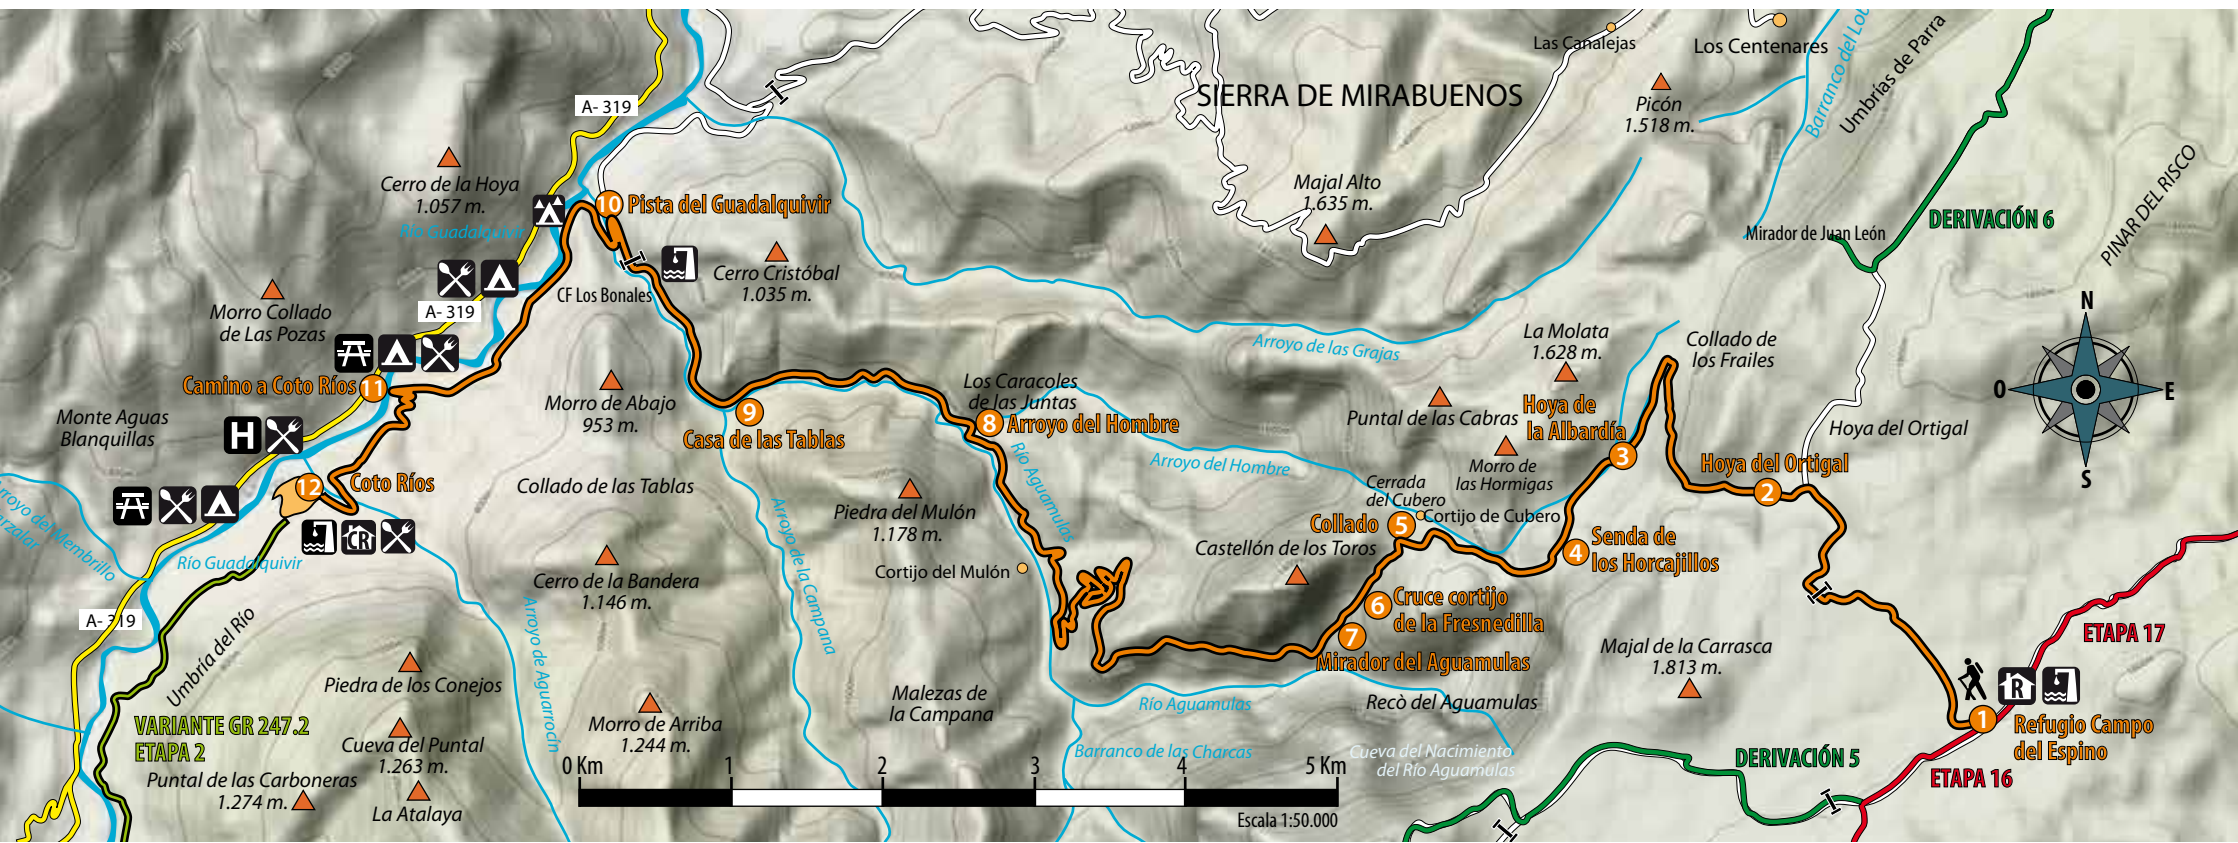 Las Canalejas
Los Centenares
Barranco del Lo
Umbrías de Parra
SIERRA DE MIRABUENOS
A- 319
Picón
1.518 m.
Cerro de la Hoya
1.057 m.
Majal Alto
1.635 m.
PINAR DEL RISCO
10
Pista del Guadalquivir
Río Guadalquivir
DERIVACIÓN 6
Mirador de Juan León
Cerro Cristóbal
1.035 m.
CF Los Bonales
A- 319
Morro Collado
de Las Pozas
N
O
E
S
La Molata
1.628 m.
Collado de
los Frailes
Arroyo de las Grajas
Camino a Coto Ríos
11
Los Caracoles
de las Juntas
Morro de Abajo
953 m.
Monte Aguas
Blanquillas
9
Casa de las Tablas
8
Arroyo del Hombre
Puntal de las Cabras
Hoya de
la Albardía
3
Hoya del Ortigal
H
Arroyo del Hombre
Morro de
las Hormigas
Hoya del Ortigal
2
Río Aguamulas
12
Coto Ríos
Collado de las Tablas
Piedra del Mulón
1.178 m.
Cerrada
del Cubero
Cortijo de Cubero
Collado
5
Arroyo del Membrillo
CR
Arroyo de la Campana
Castellón de los Toros
4
Senda de
los Horcajillos
Río Guadalquivir
Cerro de la Bandera
1.146 m.
Cortijo del Mulón
6
Cruce cortijo
de la Fresnedilla
7
Mirador del Aguamulas
A- 319
Umbría del Río
ETAPA 17
Majal de la Carrasca
1.813 m.
Piedra de los Conejos
Malezas de
la Campana
Río Aguamulas
Recò del Aguamulas
R
1
Refugio Campo
del Espino
VARIANTE GR 247.2
ETAPA 2
Morro de Arriba
1.244 m.
Cueva del Puntal
1.263 m.
Barranco de las Charcas
Cueva del Nacimiento
del Río Aguamulas
DERIVACIÓN 5
ETAPA 16
Puntal de las Carboneras
1.274 m.
La Atalaya
0 Km
1
2
3
4
5 Km
Escala 1:50.000